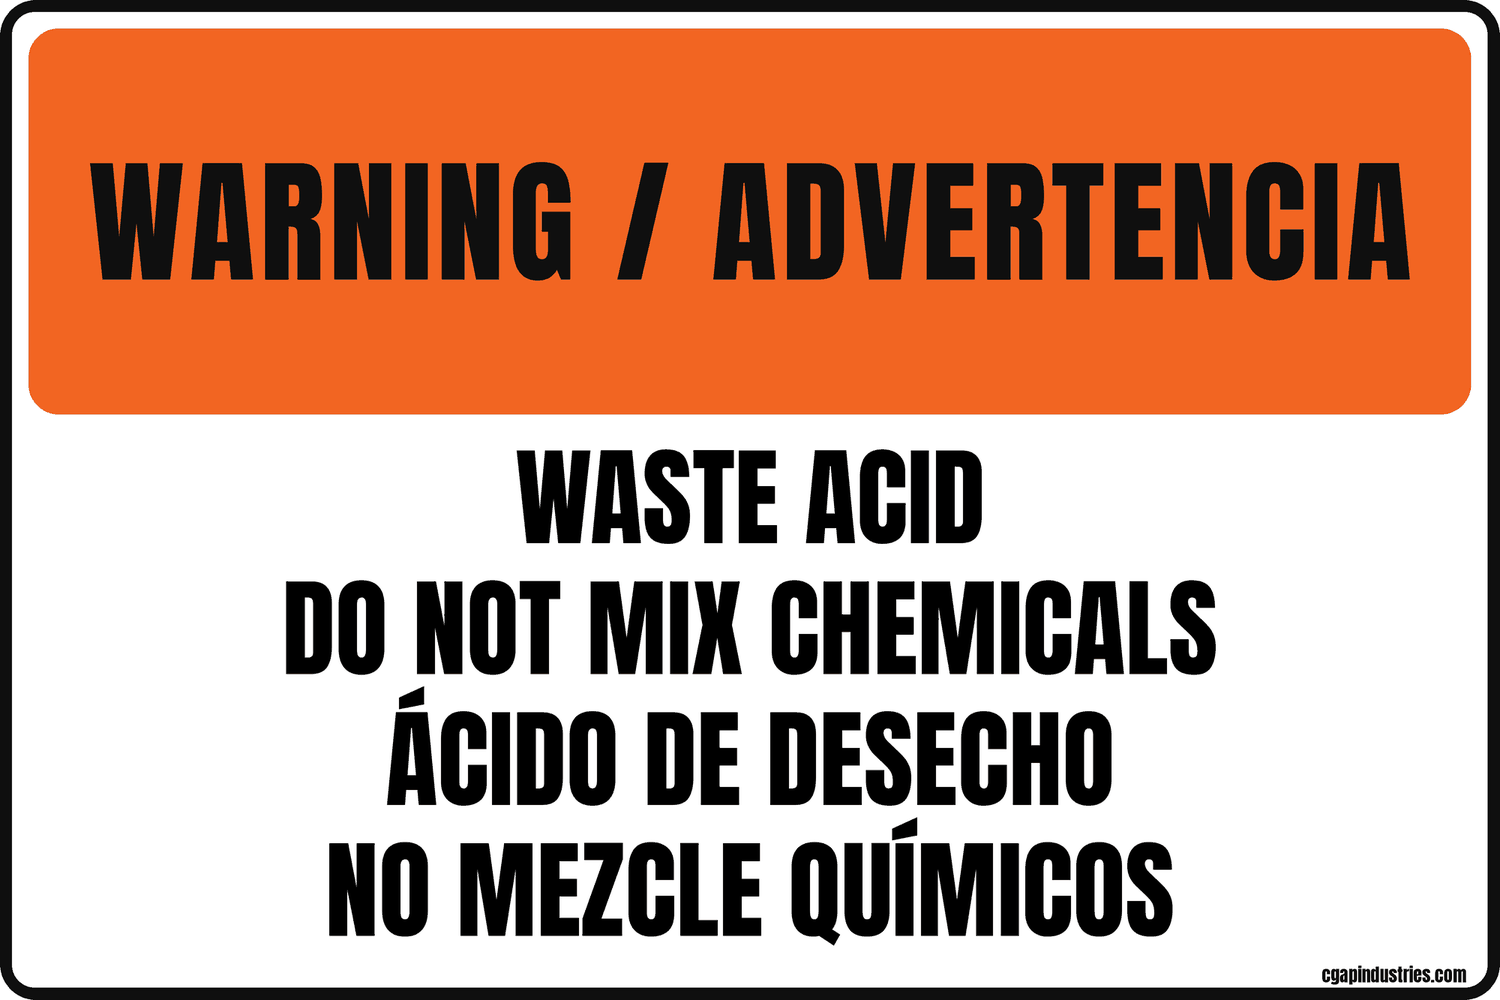 WARNING / ADVERTENCIA
WASTE ACID
DO NOT MIX CHEMICALS
ÁCIDO DE DESECHO
NO MEZCLE QUÍMICOS
cgapindustries.com